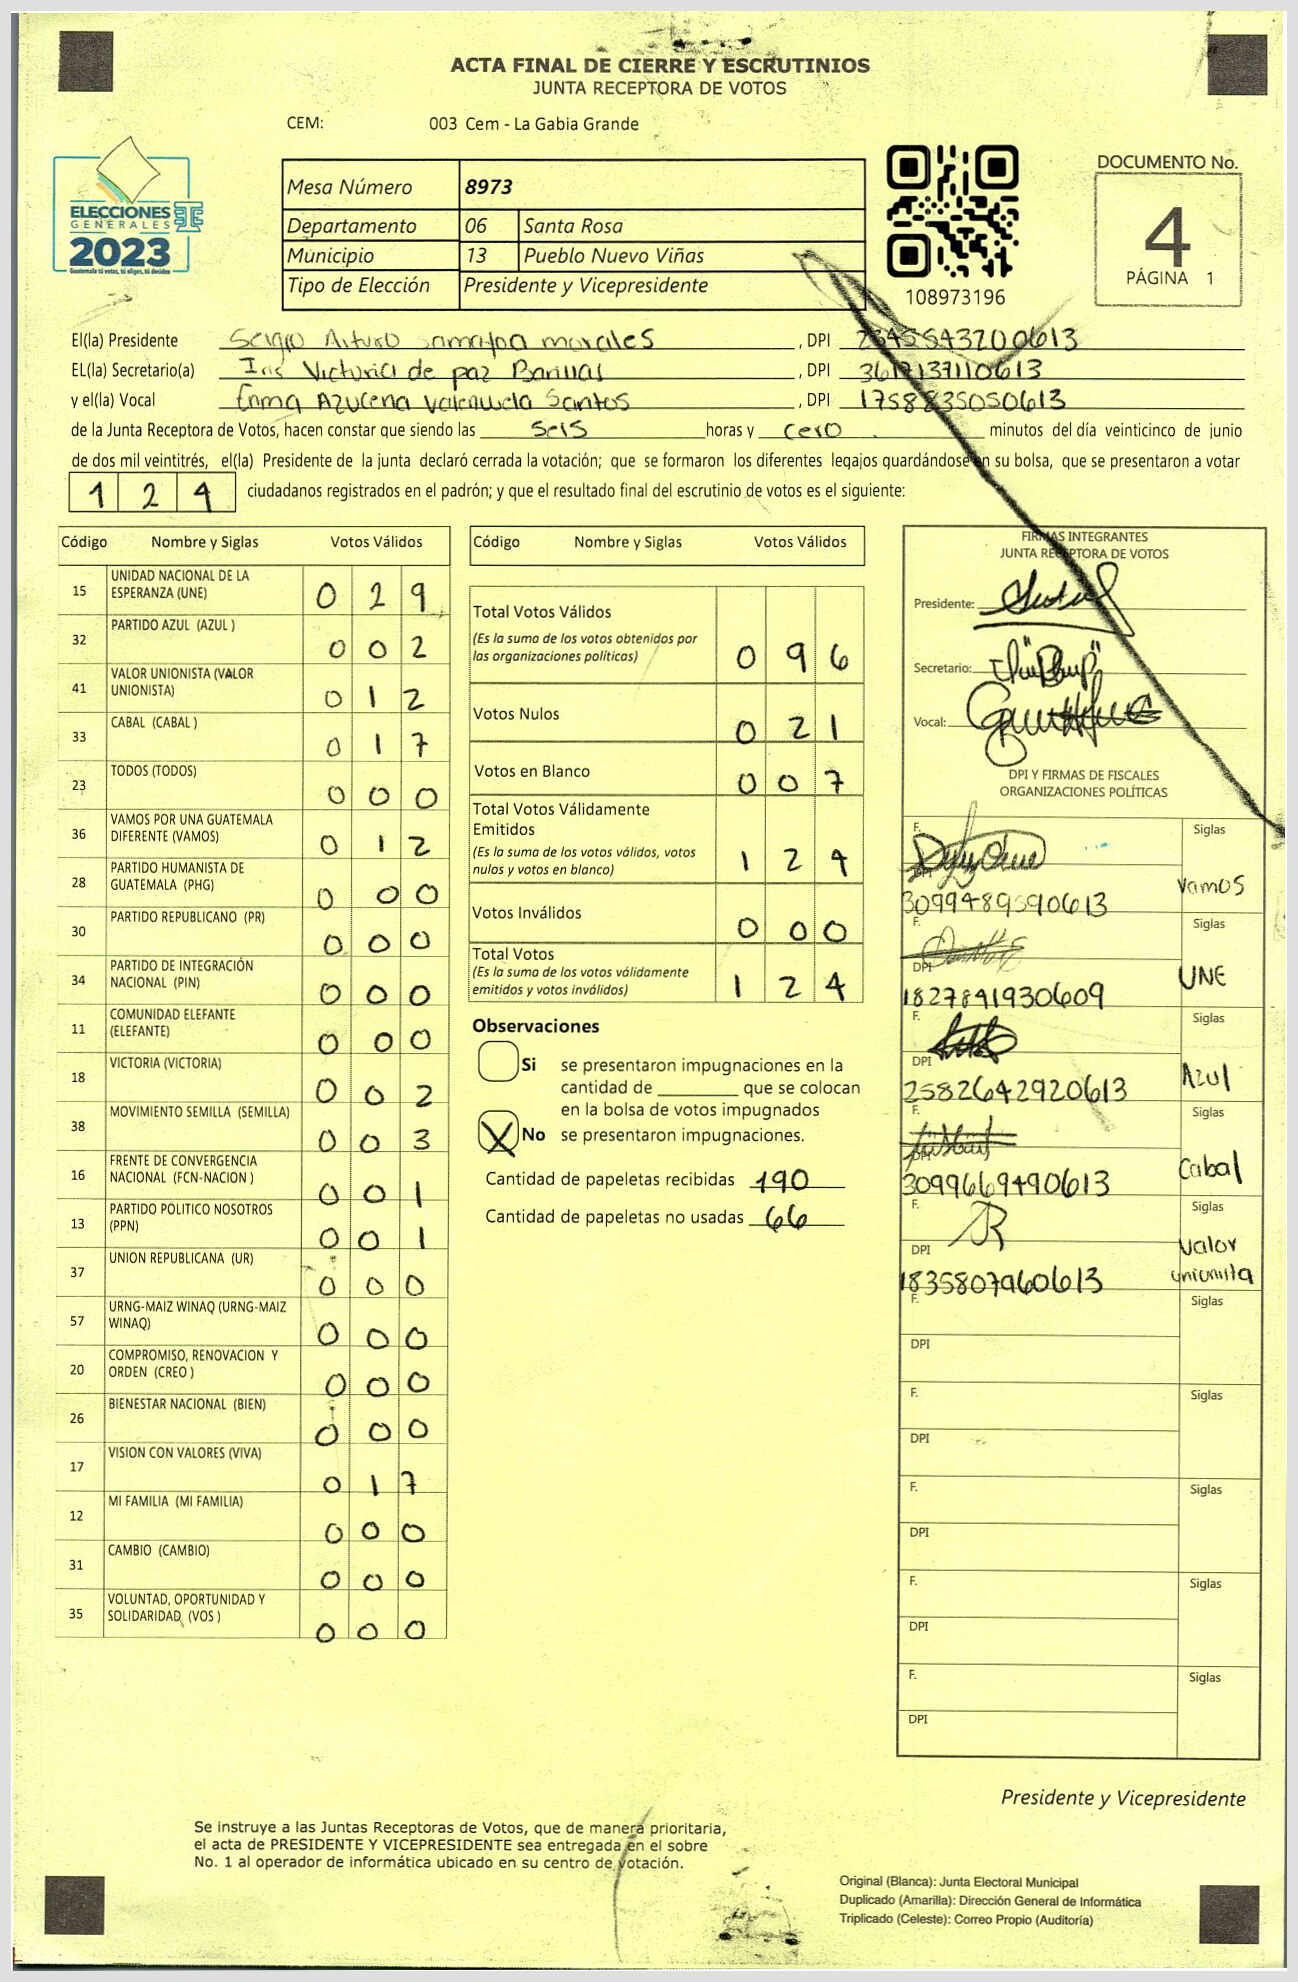 ACTA FINAL DE CIERRE Y ESCRUTINIOS
JUNTA RECEPTORA DE VOTOS
CEM: 003 Cem - La Gabia Grande
ELECCIONES
GENERALES
2023
Guatemala tú votas, tú eliges, tú decides
Mesa Número 8973
Departamento 06 Santa Rosa
Municipio 13 Pueblo Nuevo Viñas
Tipo de Elección Presidente y Vicepresidente
108973196
DOCUMENTO No.
4
PÁGINA 1
El(la) Presidente Sergio Arturo Samayoa morales , DPI
EL(la) Secretario(a) Iris Victoria de paz Barillas , DPI 3617137110613
y el(la) Vocal Enma Azucena Valenzuela Santos , DPI 1758835050613
de la Junta Receptora de Votos, hacen constar que siendo las seis horas y cero minutos del día veinticinco de junio
de dos mil veintitrés, el(la) Presidente de la junta declaró cerrada la votación; que se formaron los diferentes legajos guardándose en su bolsa, que se presentaron a votar
1 2 4 ciudadanos registrados en el padrón; y que el resultado final del escrutinio de votos es el siguiente:
Código Nombre y Siglas Votos Válidos
15 UNIDAD NACIONAL DE LA ESPERANZA (UNE) 0 2 9
32 PARTIDO AZUL (AZUL ) 0 0 2
41 VALOR UNIONISTA (VALOR UNIONISTA) 0 1 2
33 CABAL (CABAL ) 0 1 7
23 TODOS (TODOS) 0 0 0
36 VAMOS POR UNA GUATEMALA DIFERENTE (VAMOS) 0 1 2
28 PARTIDO HUMANISTA DE GUATEMALA (PHG) 0 0 0
30 PARTIDO REPUBLICANO (PR) 0 0 0
34 PARTIDO DE INTEGRACIÓN NACIONAL (PIN) 0 0 0
11 COMUNIDAD ELEFANTE (ELEFANTE) 0 0 0
18 VICTORIA (VICTORIA) 0 0 2
38 MOVIMIENTO SEMILLA (SEMILLA) 0 0 3
16 FRENTE DE CONVERGENCIA NACIONAL (FCN-NACION ) 0 0 1
13 PARTIDO POLÍTICO NOSOTROS (PPN) 0 0 1
37 UNION REPUBLICANA (UR) 0 0 0
57 URNG-MAIZ WINAQ (URNG-MAIZ WINAQ) 0 0 0
20 COMPROMISO, RENOVACION Y ORDEN (CREO ) 0 0 0
26 BIENESTAR NACIONAL (BIEN) 0 0 0
17 VISION CON VALORES (VIVA) 0 1 7
12 MI FAMILIA (MI FAMILIA) 0 0 0
31 CAMBIO (CAMBIO) 0 0 0
35 VOLUNTAD, OPORTUNIDAD Y SOLIDARIDAD (VOS ) 0 0 0
Código Nombre y Siglas Votos Válidos
Total Votos Válidos
(Es la suma de los votos obtenidos por
las organizaciones políticas) 0 9 6
Votos Nulos 0 2 1
Votos en Blanco 0 0 7
Total Votos Válidamente
Emitidos
(Es la suma de los votos válidos, votos
nulos y votos en blanco) 1 2 4
Votos Inválidos 0 0 0
Total Votos
(Es la suma de los votos válidamente
emitidos y votos inválidos) 1 2 4
Observaciones
Si se presentaron impugnaciones en la
cantidad de ________ que se colocan
en la bolsa de votos impugnados
X No se presentaron impugnaciones.
Cantidad de papeletas recibidas 190
Cantidad de papeletas no usadas 66
FIRMAS INTEGRANTES
JUNTA RECEPTORA DE VOTOS
Presidente:
Secretario:
Vocal:
DPI Y FIRMAS DE FISCALES
ORGANIZACIONES POLÍTICAS
F. Siglas
DPI Vamos
F. Siglas
DPI 1827841930609 UNE
F. Siglas
DPI 2582642920613 Azul
F. Siglas
DPI 3099669490613 Cabal
F. Siglas
DPI 1835807960613 Valor unionista
F. Siglas
DPI
F. Siglas
DPI
F. Siglas
DPI
F. Siglas
DPI
F. Siglas
DPI
Presidente y Vicepresidente
Se instruye a las Juntas Receptoras de Votos, que de manera prioritaria,
el acta de PRESIDENTE Y VICEPRESIDENTE sea entregada en el sobre
No. 1 al operador de informática ubicado en su centro de votación.
Original (Blanca): Junta Electoral Municipal
Duplicado (Amarilla): Dirección General de Informática
Triplicado (Celeste): Correo Propio (Auditoría)